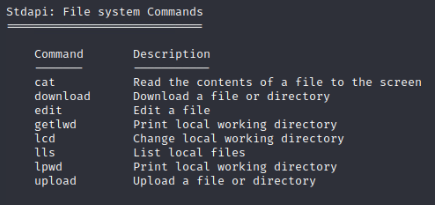 Stdapi: File system Commands
Command Description
cat Read the contents of a file to the screen
download Download a file or directory
edit Edit a file
getlwd Print local working directory
lcd Change local working directory
lls List local files
lpwd Print local working directory
upload Upload a file or directory